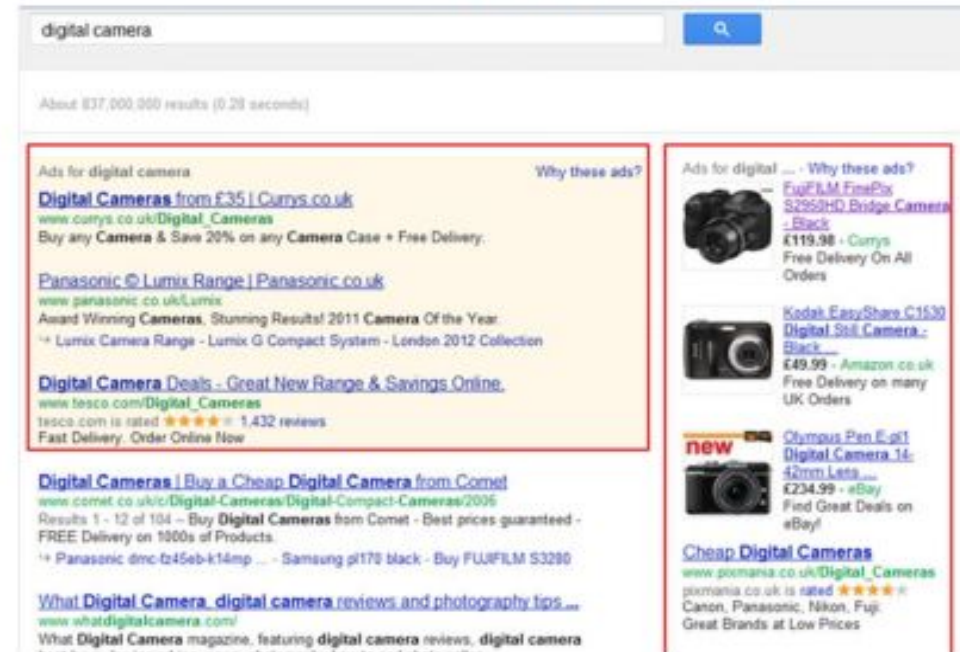 digital camera
About 837,000,000 results (0.28 seconds)
Ads for digital camera
Why these ads?
Digital Cameras from £35 | Currys.co.uk
www.currys.co.uk/Digital_Cameras
Buy any Camera & Save 20% on any Camera Case + Free Delivery.
Panasonic © Lumix Range | Panasonic.co.uk
www.panasonic.co.uk/Lumix
Award Winning Cameras, Stunning Results! 2011 Camera Of the Year.
Lumix Camera Range - Lumix G Compact System - London 2012 Collection
Digital Camera Deals - Great New Range & Savings Online.
www.tesco.com/Digital_Cameras
tesco.com is rated 1,432 reviews
Fast Delivery. Order Online Now
Digital Cameras | Buy a Cheap Digital Camera from Comet
www.comet.co.uk/c/Digital-Cameras/Digital-Compact-Cameras/2005
Results 1 - 12 of 104 – Buy Digital Cameras from Comet - Best prices guaranteed -
FREE Delivery on 1000s of Products.
Panasonic dmc-fz45eb-k14mp ... - Samsung pl170 black - Buy FUJIFILM S3280
What Digital Camera, digital camera reviews and photography tips ...
www.whatdigitalcamera.com/
What Digital Camera magazine, featuring digital camera reviews, digital camera
Ads for digital ... - Why these ads?
FujiFILM FinePix
S2950HD Bridge Camera
- Black
£119.98 - Currys
Free Delivery On All
Orders
Kodak EasyShare C1530
Digital Still Camera -
Black ...
£49.99 - Amazon.co.uk
Free Delivery on many
UK Orders
new
Olympus Pen E-pl1
Digital Camera 14-
42mm Lens ...
£234.99 - eBay
Find Great Deals on
eBay!
Cheap Digital Cameras
www.pixmania.co.uk/Digital_Cameras
pixmania.co.uk is rated
Canon, Panasonic, Nikon, Fuji:
Great Brands at Low Prices